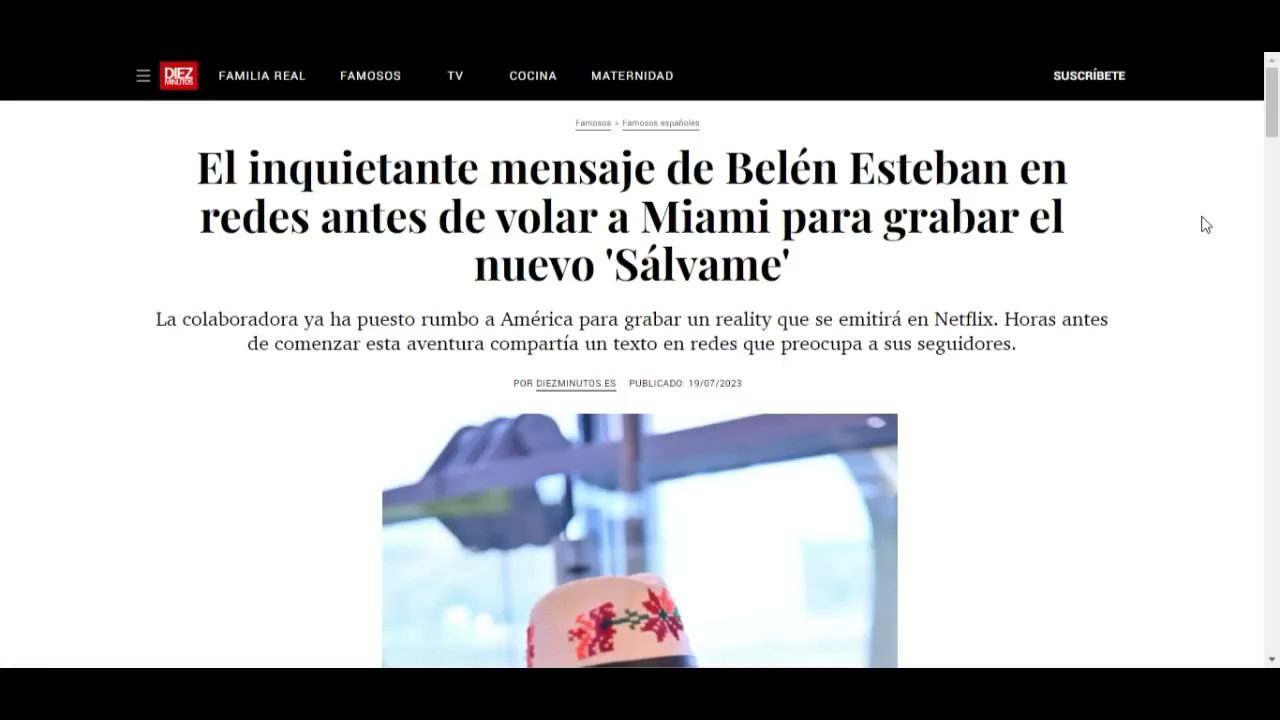 DIEZ
MINUTOS
FAMILIA REAL
FAMOSOS
TV
COCINA
MATERNIDAD
SUSCRÍBETE
Famosos > Famosos españoles
El inquietante mensaje de Belén Esteban en
redes antes de volar a Miami para grabar el
nuevo 'Sálvame'
La colaboradora ya ha puesto rumbo a América para grabar un reality que se emitirá en Netflix. Horas antes
de comenzar esta aventura compartía un texto en redes que preocupa a sus seguidores.
POR DIEZMINUTOS.ES PUBLICADO: 19/07/2023